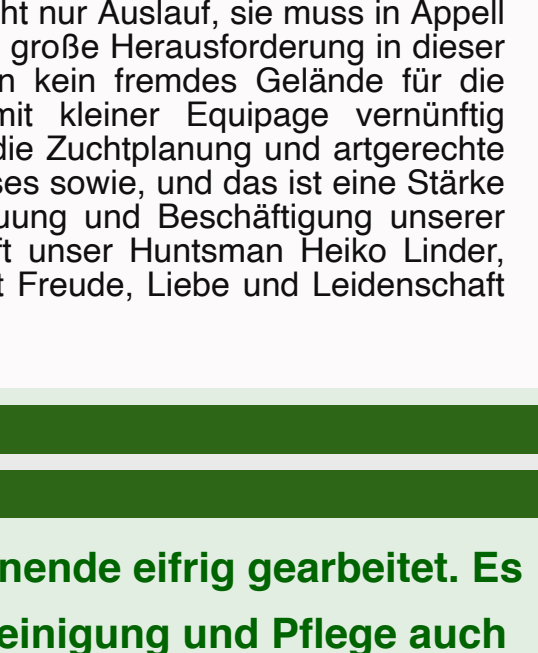 ht nur Auslauf, sie muss in Appell
große Herausforderung in dieser
n kein fremdes Gelände für die
mit kleiner Equipage vernünftig
die Zuchtplanung und artgerechte
ses sowie, und das ist eine Stärke
uung und Beschäftigung unserer
ft unser Huntsman Heiko Linder,
t Freude, Liebe und Leidenschaft
nende eifrig gearbeitet. Es
einigung und Pflege auch